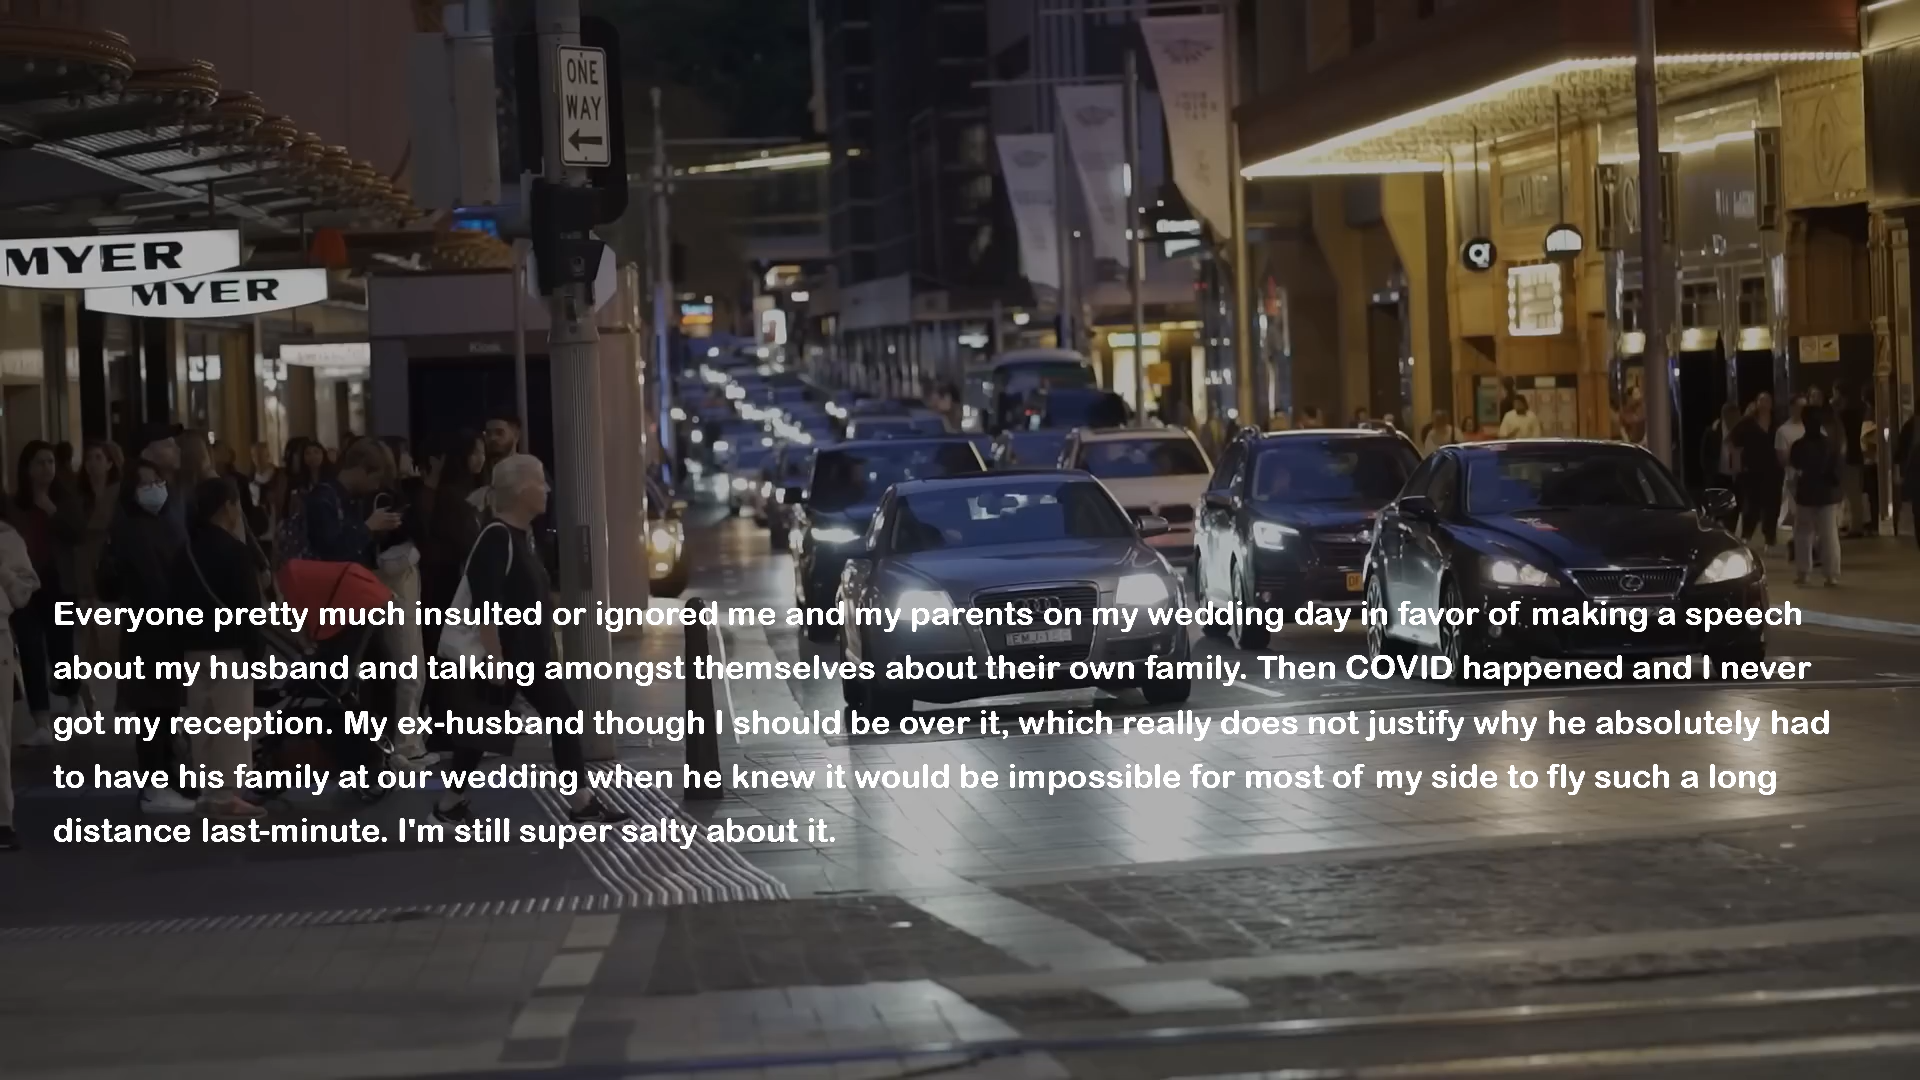 ONE
WAY
MYER
MYER
Kiosk
Everyone pretty much insulted or ignored me and my parents on my wedding day in favor of making a speech
about my husband and talking amongst themselves about their own family. Then COVID happened and I never
got my reception. My ex-husband though I should be over it, which really does not justify why he absolutely had
to have his family at our wedding when he knew it would be impossible for most of my side to fly such a long
distance last-minute. I'm still super salty about it.